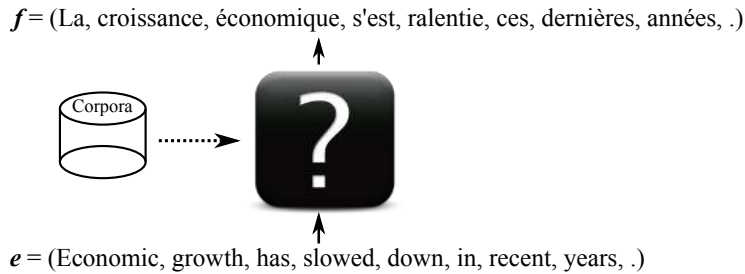 f = (La, croissance, économique, s'est, ralentie, ces, dernières, années, .)
Corpora
?
e = (Economic, growth, has, slowed, down, in, recent, years, .)